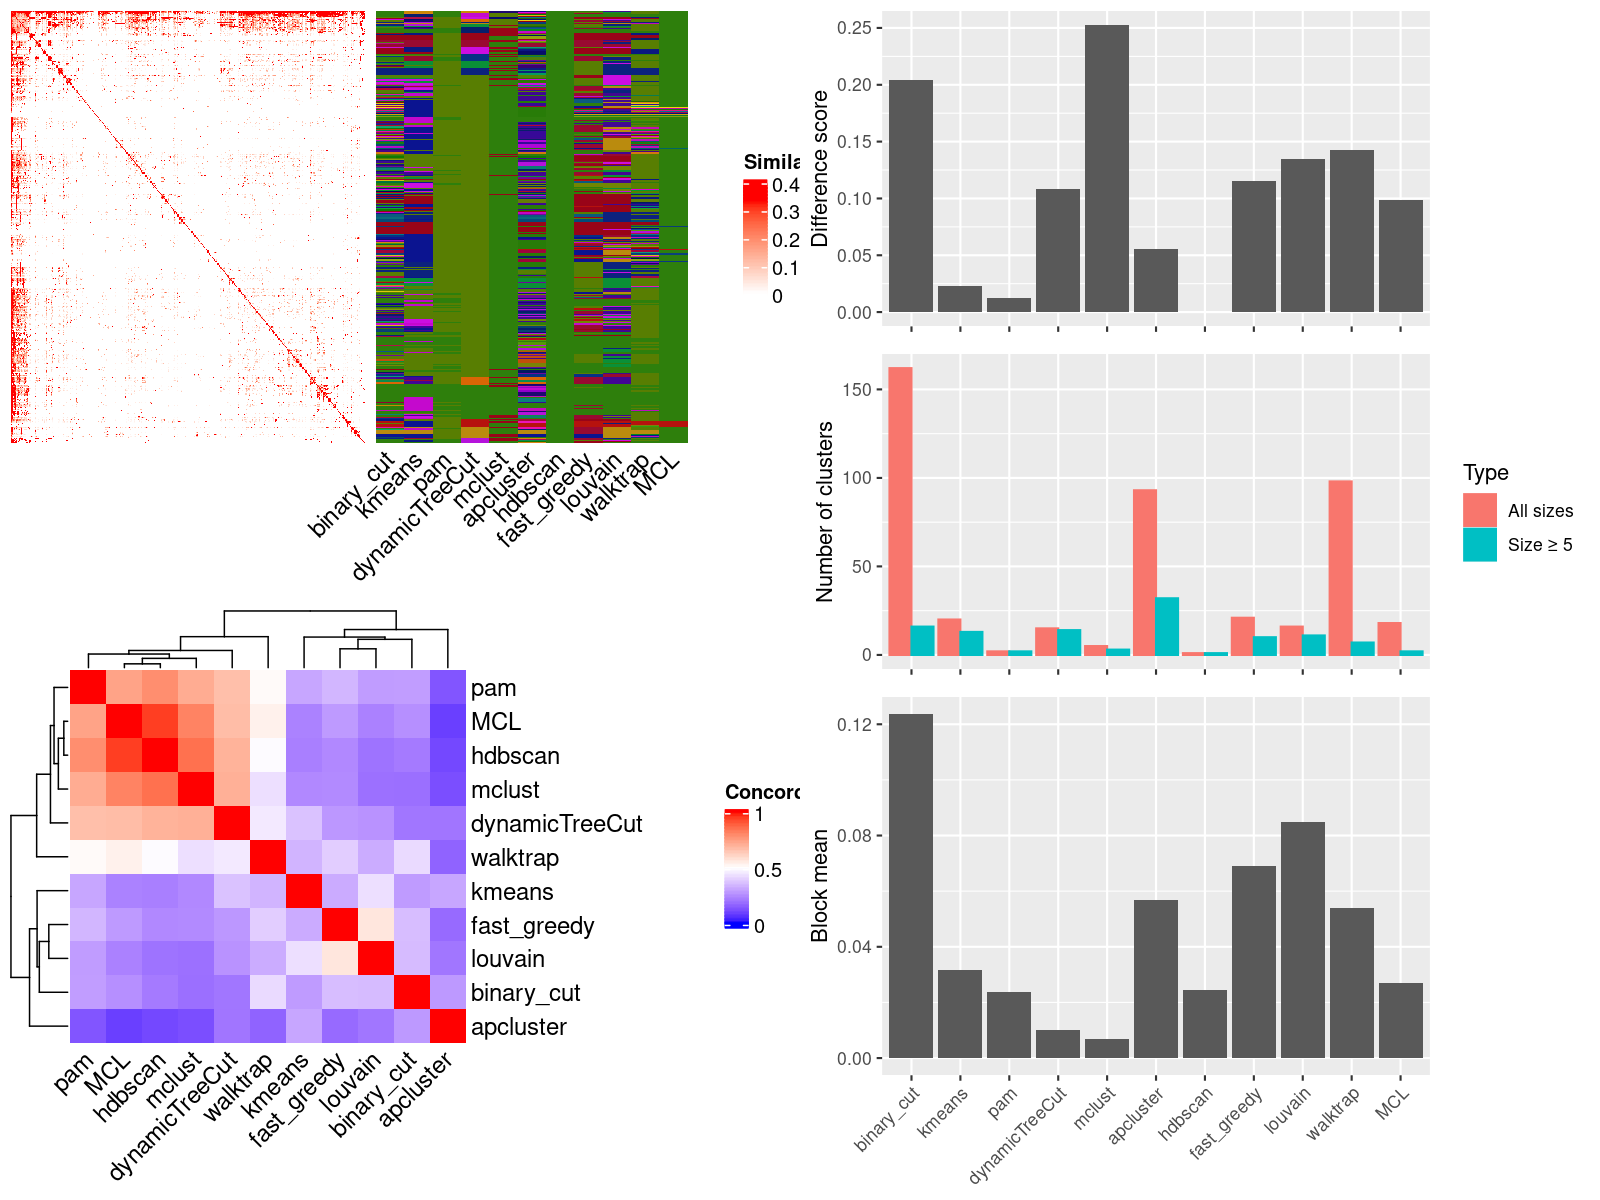 Simila
0.4
0.3
0.2
0.1
0
binary_cut
kmeans
pam
dynamicTreeCut
mclust
apcluster
hdbscan
fast_greedy
louvain
walktrap
MCL
Concord
1
0.5
0
pam
MCL
hdbscan
mclust
dynamicTreeCut
walktrap
kmeans
fast_greedy
louvain
binary_cut
apcluster
pam
MCL
hdbscan
mclust
dynamicTreeCut
walktrap
kmeans
fast_greedy
louvain
binary_cut
apcluster
Difference score
0.25
0.20
0.15
0.10
0.05
0.00
Number of clusters
150
100
50
0
Type
All sizes
Size ≥ 5
Block mean
0.12
0.08
0.04
0.00
binary_cut
kmeans
pam
dynamicTreeCut
mclust
apcluster
hdbscan
fast_greedy
louvain
walktrap
MCL